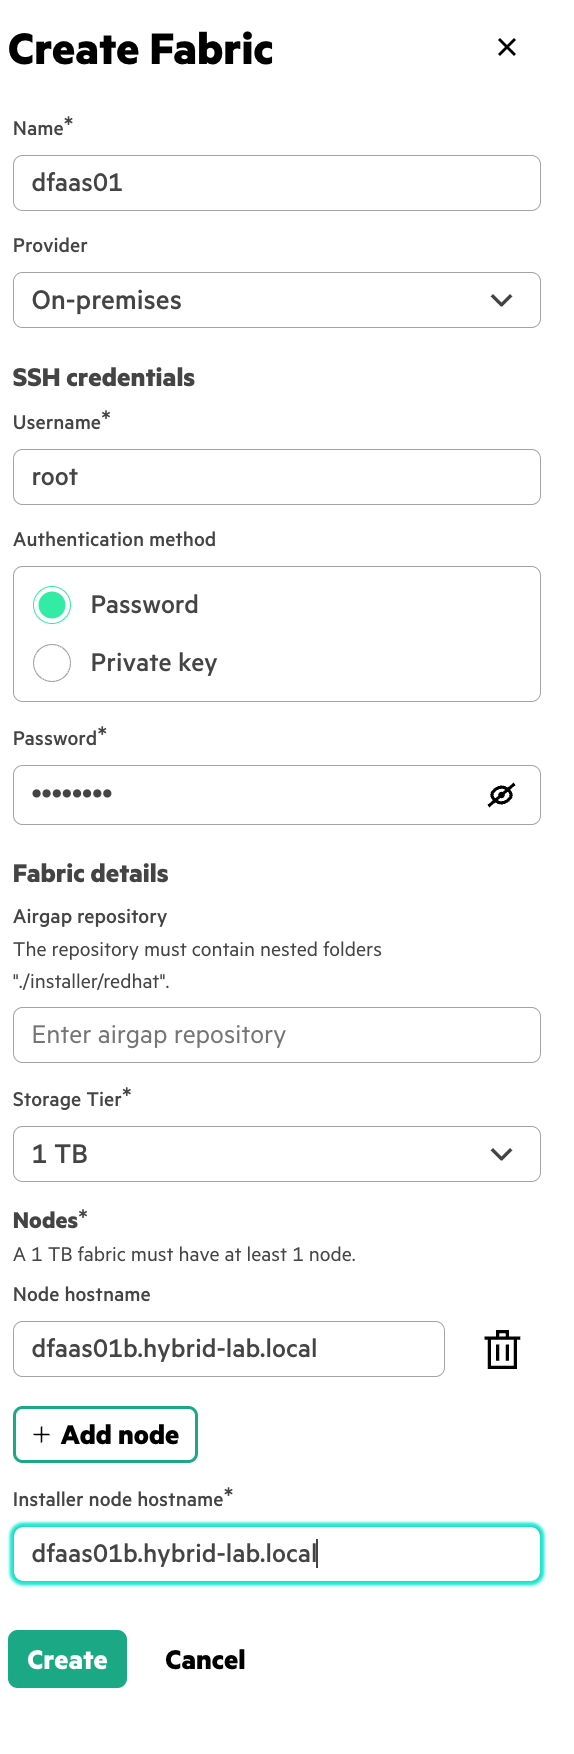 Create Fabric
Name*
dfaas01
Provider
On-premises
SSH credentials
Username*
root
Authentication method
Password
Private key
Password*
••••••••
Fabric details
Airgap repository
The repository must contain nested folders
"./installer/redhat".
Enter airgap repository
Storage Tier*
1 TB
Nodes*
A 1 TB fabric must have at least 1 node.
Node hostname
dfaas01b.hybrid-lab.local
+ Add node
Installer node hostname*
dfaas01b.hybrid-lab.local
Create Cancel